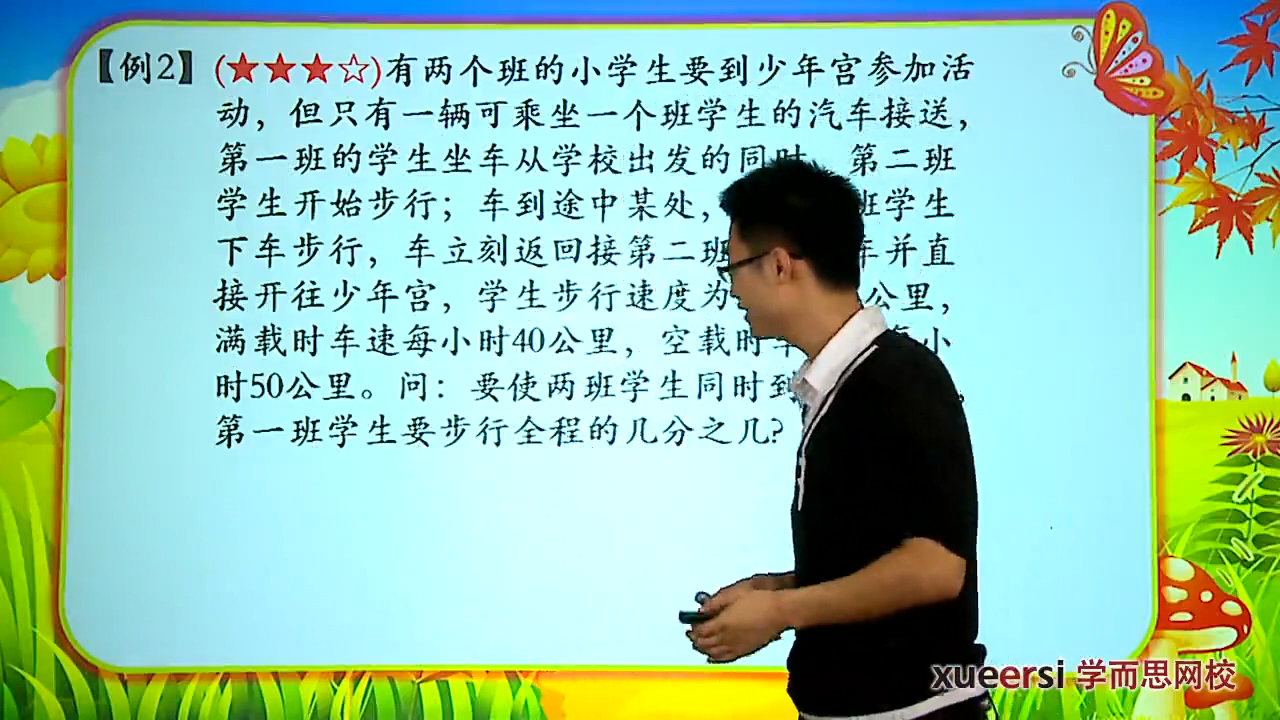 【例2】(★★★☆)有两个班的小学生要到少年宫参加活
动，但只有一辆可乘坐一个班学生的汽车接送，
第一班的学生坐车从学校出发的同时，第二班
学生开始步行；车到途中某处， 班学生
下车步行，车立刻返回接第二班 车并直
接开往少年宫，学生步行速度为 公里，
满载时车速每小时40公里，空载时车 每小
时50公里。问：要使两班学生同时到
第一班学生要步行全程的几分之几？
xueersi 学而思网校